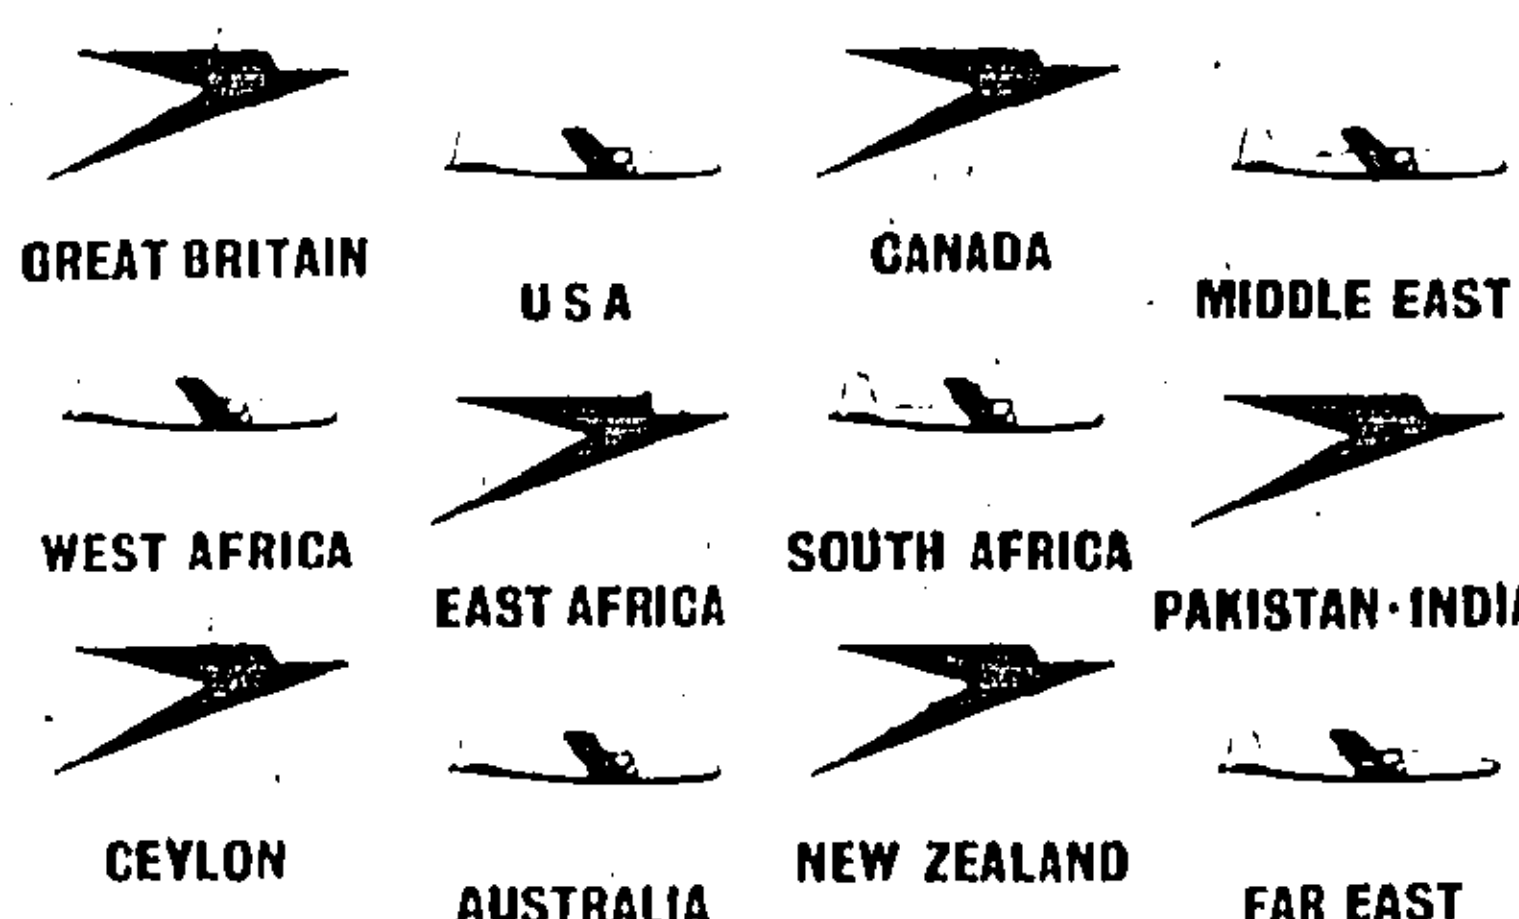 GREAT BRITAIN
USA
CANADA
MIDDLE EAST
WEST AFRICA
EAST AFRICA
SOUTH AFRICA
PAKISTAN·INDIA
CEYLON
AUSTRALIA
NEW ZEALAND
FAR EAST